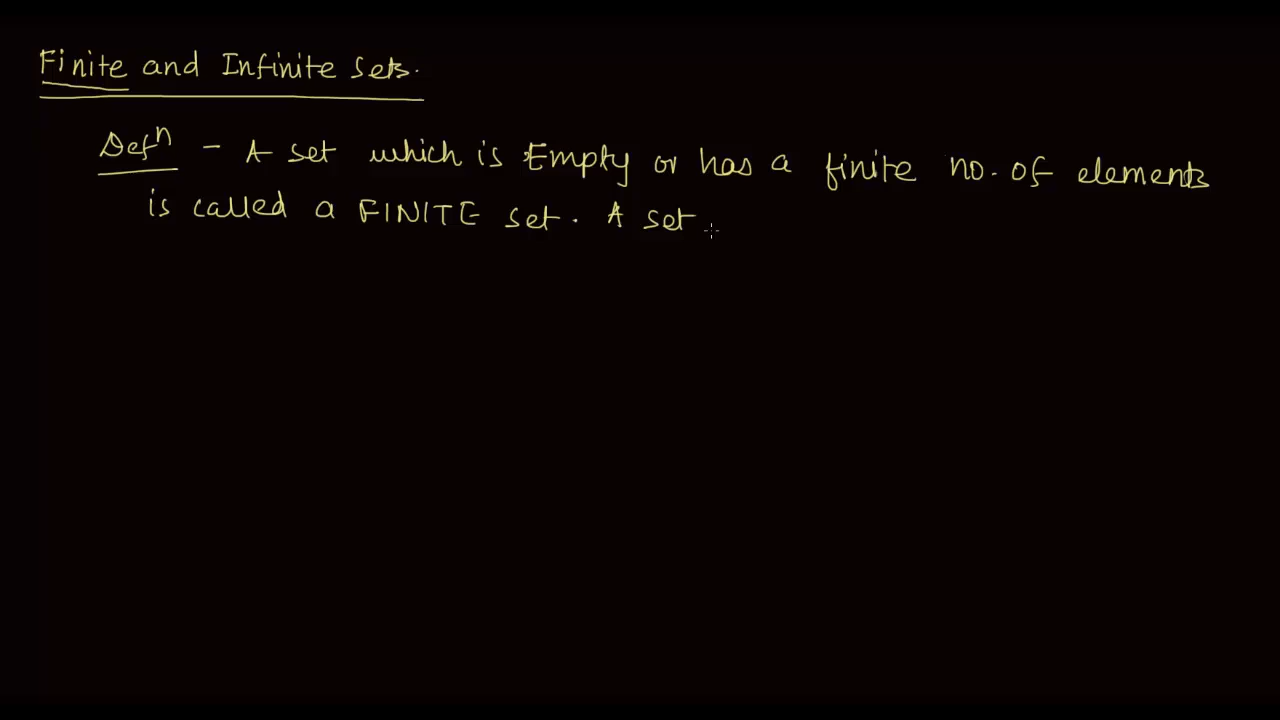 Finite and Infinite Sets.
Defn - A set which is Empty or has a finite no. of elements
is called a FINITE set. A set